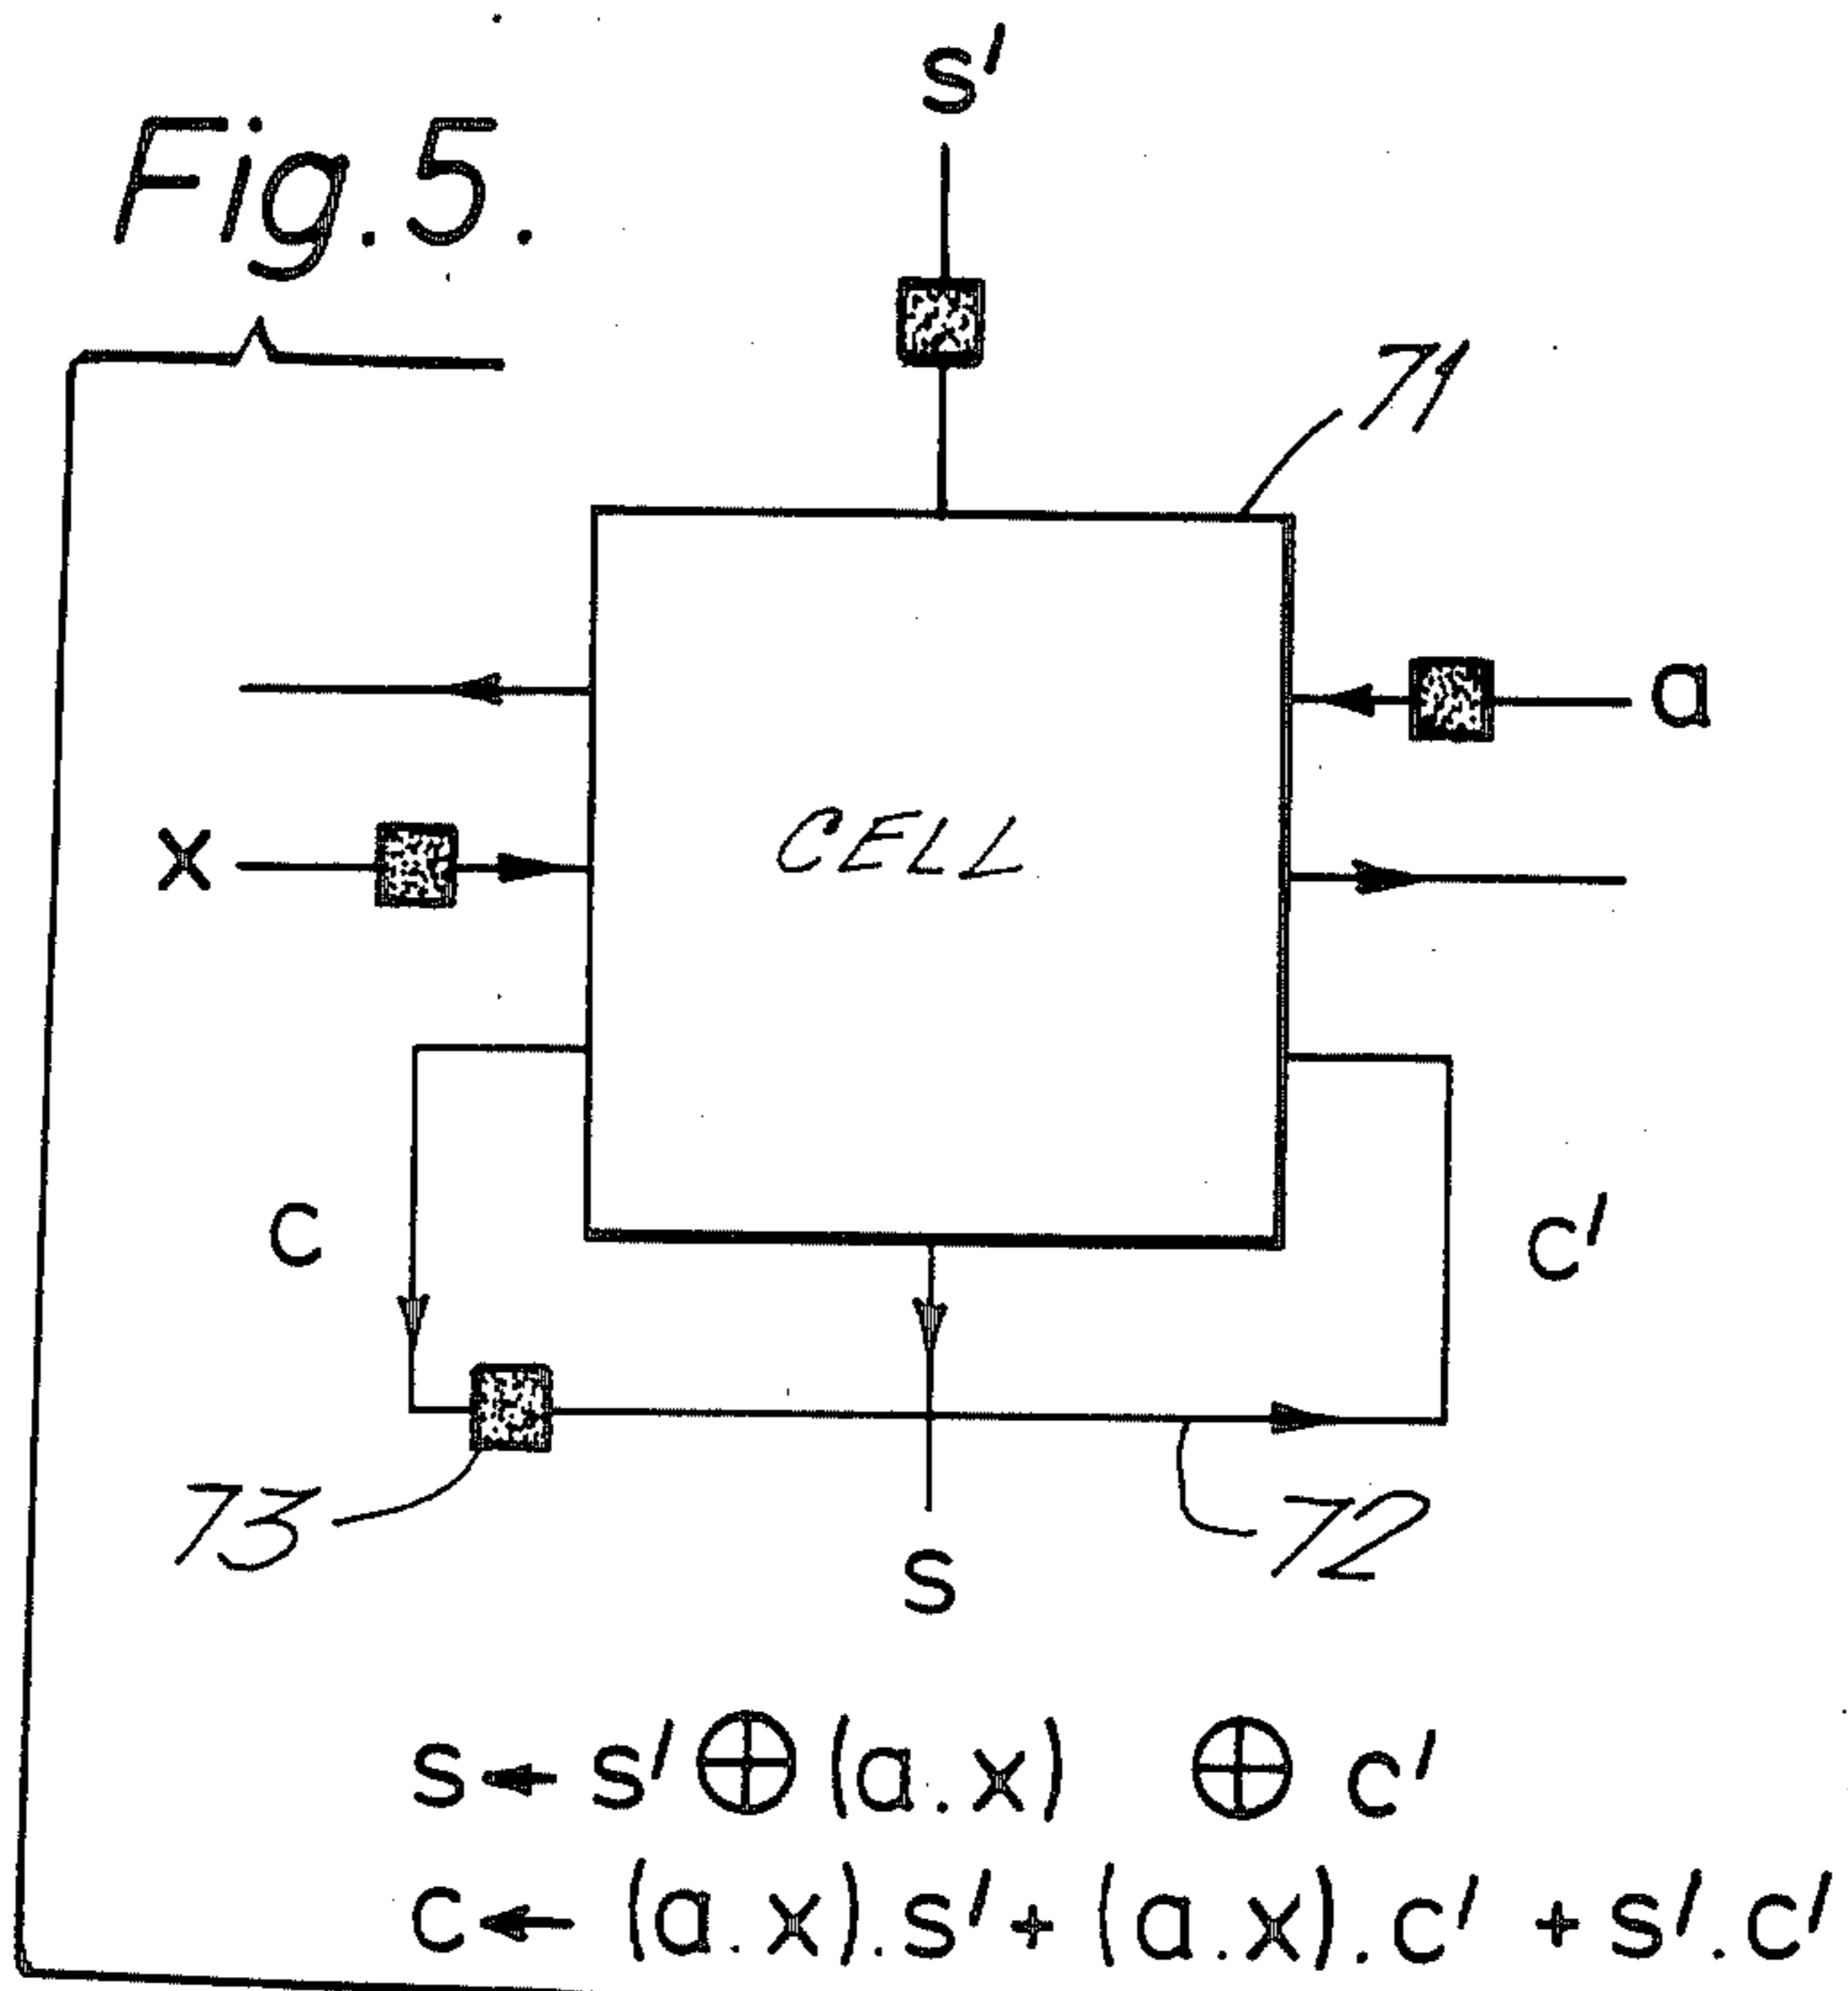 s′
Fig.5.
71
a
x
CELL
c
c′
73
72
s
s ← s′ ⊕ (a.x) ⊕ c′
c ← (a.x).s′ + (a.x).c′ + s′.c′